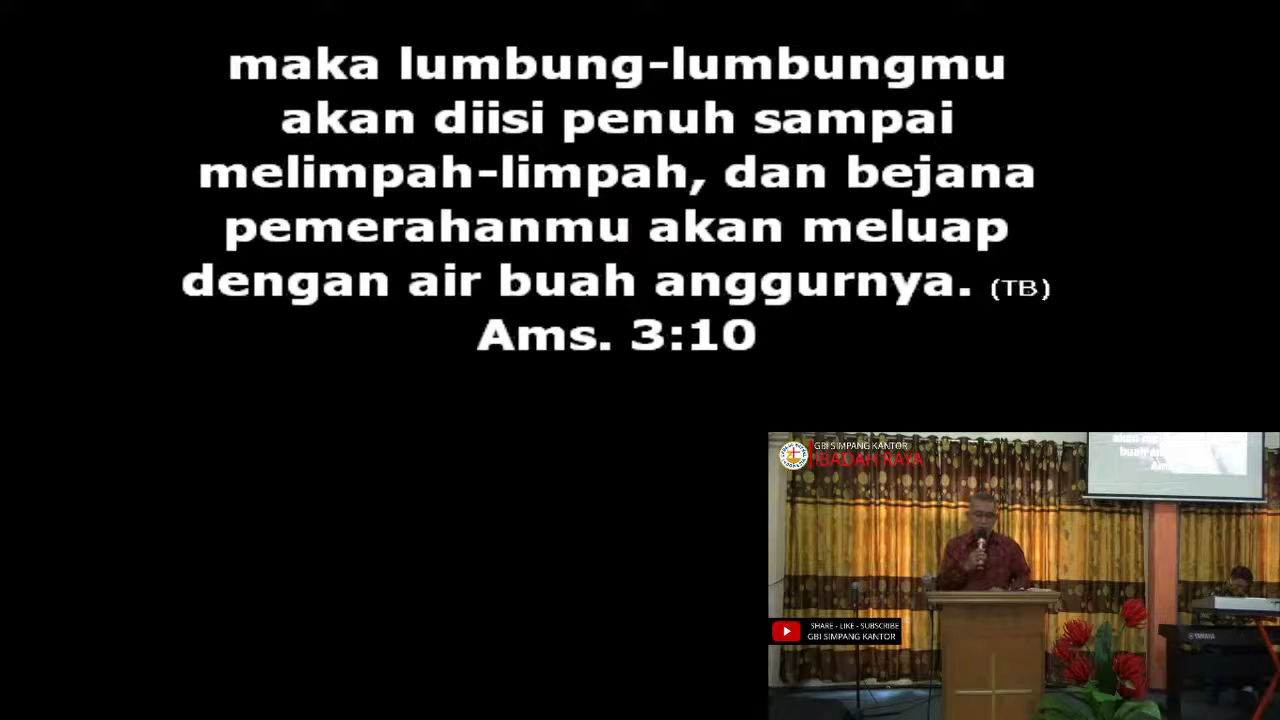 maka lumbung-lumbungmu
akan diisi penuh sampai
melimpah-limpah, dan bejana
pemerahanmu akan meluap
dengan air buah anggurnya. (TB)
Ams. 3:10
GBI SIMPANG KANTOR
IBADAH RAYA
SHARE - LIKE - SUBSCRIBE
GBI SIMPANG KANTOR
YAMAHA